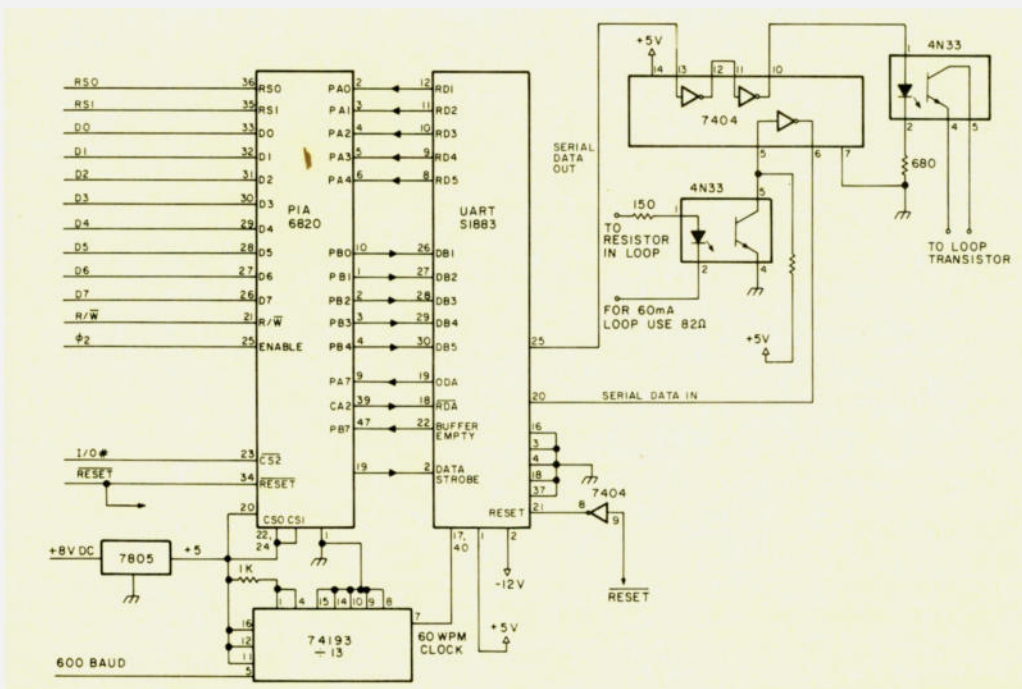 RS0
RS1
D0
D1
D2
D3
D4
D5
D6
D7
R/W̅
ϕ2
I/O #
R̅E̅S̅E̅T̅
36
35
33
32
31
30
29
28
27
26
21
25
23
34
20
RS0
RS1
D0
D1
D2
D3
D4
D5
D6
D7
R/W̅
ENABLE
C̅S̅2̅
R̅E̅S̅E̅T̅
CS0 CS1
22,
24
1
PIA
6820
PA0
PA1
PA2
PA3
PA4
PB0
PB1
PB2
PB3
PB4
PA7
CA2
PB7
2
3
4
5
6
10
1
2
3
4
9
39
47
19
12
11
10
9
8
26
27
28
29
30
19
18
22
2
RD1
RD2
RD3
RD4
RD5
UART
S1883
DB1
DB2
DB3
DB4
DB5
ODA
R̅D̅A̅
BUFFER
EMPTY
DATA
STROBE
RESET
25
20
16
3
4
18
37
21
17,
40
1
2
-12V
+5V
SERIAL
DATA
OUT
SERIAL DATA IN
+5V
14
13
12
11
10
7404
5
6
7
4N33
1
2
4
5
680
TO LOOP
TRANSISTOR
4N33
150
1
2
5
4
TO
RESISTOR
IN LOOP
FOR 60mA
LOOP USE 82Ω
+5V
7404
8
9
R̅E̅S̅E̅T̅
+8V DC
7805
+5
1K
1
4
15
14
10
9
8
16
12
11
5
7
74193
÷ 13
60 WPM
CLOCK
600 BAUD